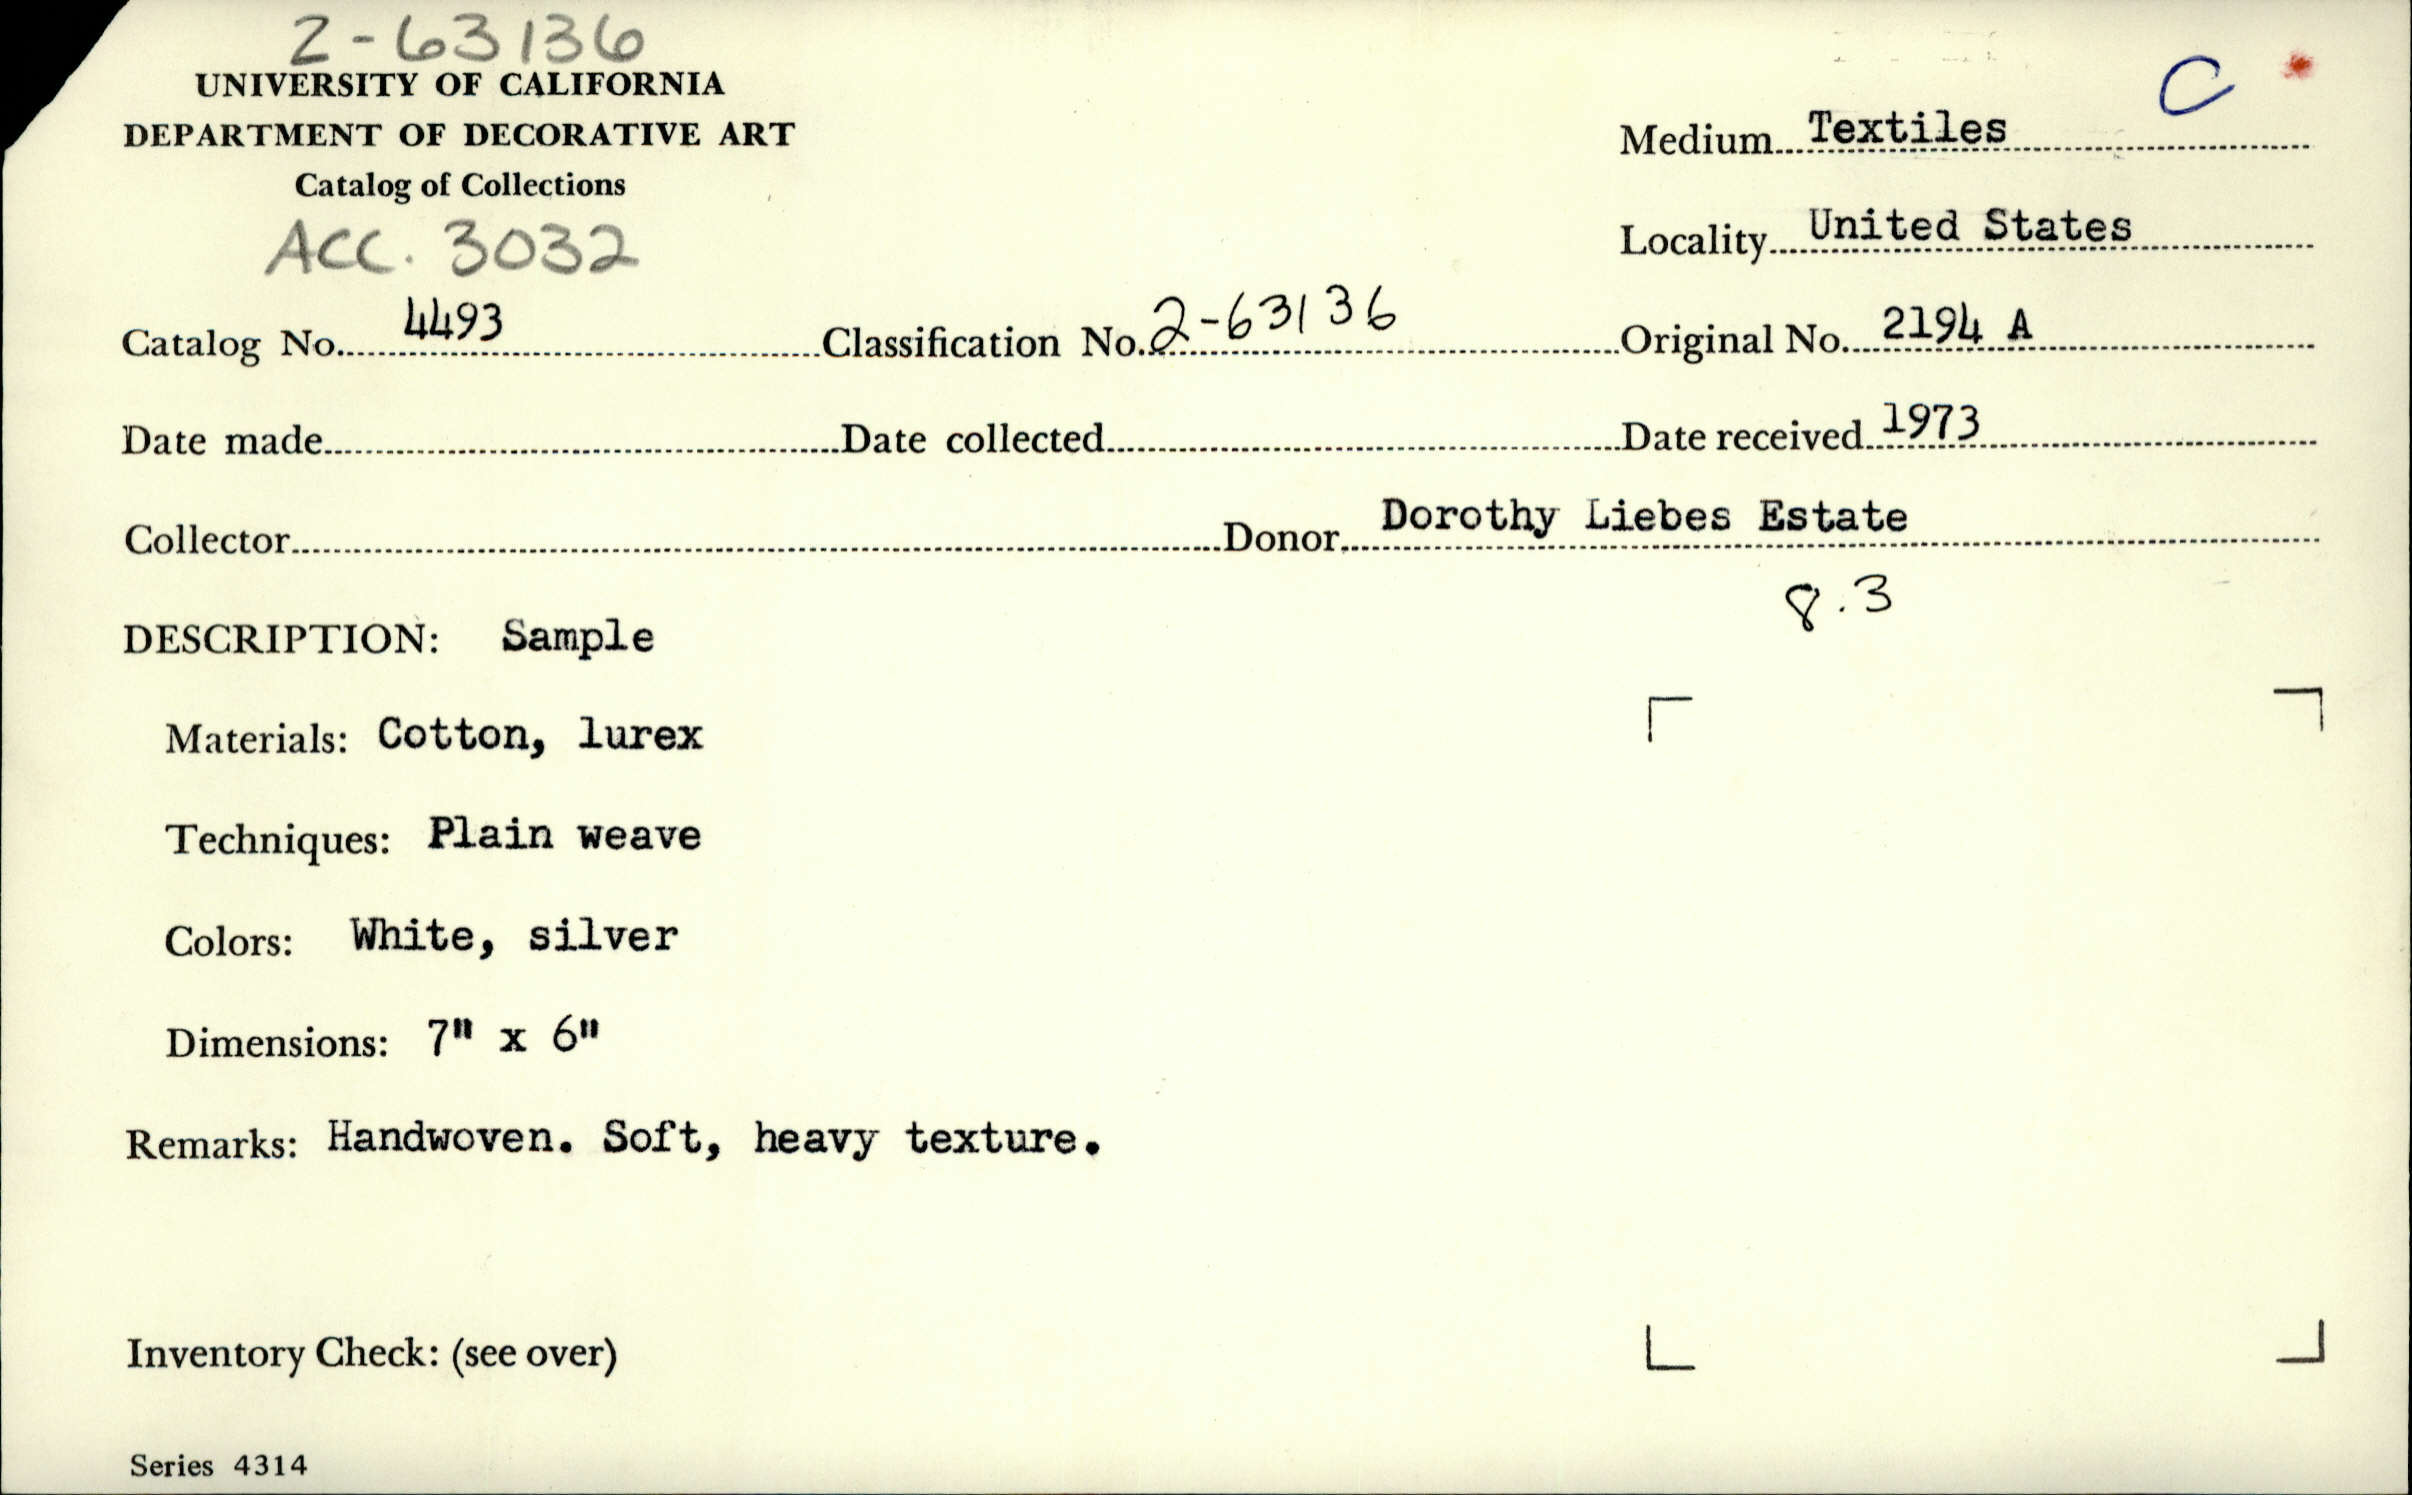 2-63136
UNIVERSITY OF CALIFORNIA
DEPARTMENT OF DECORATIVE ART
Catalog of Collections
ACC. 3032
C
Medium Textiles
Locality United States
Catalog No. 4493 Classification No. 2-63136 Original No. 2194 A
Date made Date collected Date received 1973
Collector Donor Dorothy Liebes Estate
8.3
DESCRIPTION: Sample
Materials: Cotton, lurex
Techniques: Plain weave
Colors: White, silver
Dimensions: 7" x 6"
Remarks: Handwoven. Soft, heavy texture.
Inventory Check: (see over)
Series 4314